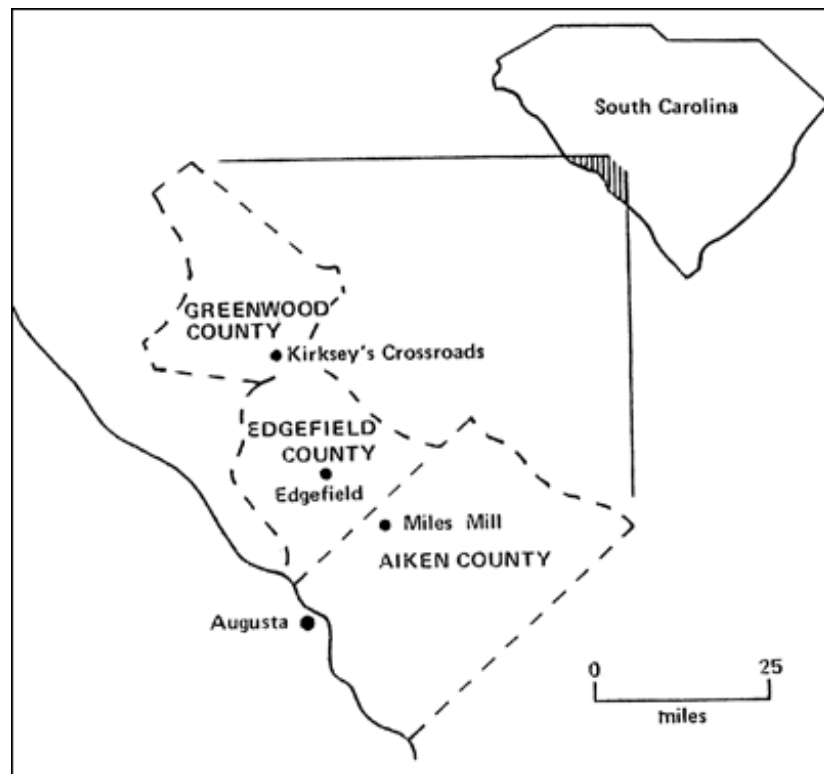 South Carolina
GREENWOOD
COUNTY
Kirksey's Crossroads
EDGEFIELD
COUNTY
Edgefield
Miles Mill
AIKEN COUNTY
Augusta
0 25
miles